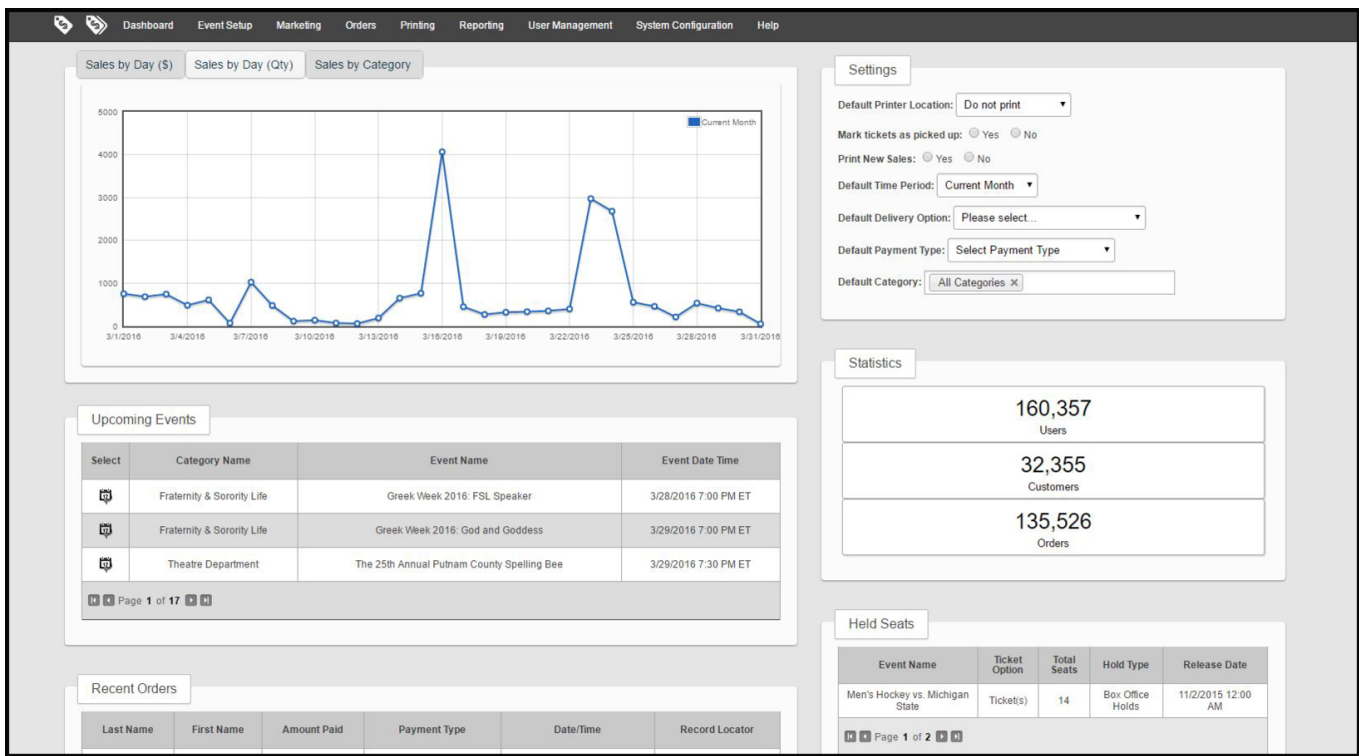 Dashboard Event Setup Marketing Orders Printing Reporting User Management System Configuration Help
Sales by Day ($) Sales by Day (Qty) Sales by Category
5000
4000
3000
2000
1000
0
Current Month
3/1/2016 3/4/2016 3/7/2016 3/10/2016 3/13/2016 3/16/2016 3/19/2016 3/22/2016 3/25/2016 3/28/2016 3/31/2016
Upcoming Events
Select Category Name Event Name Event Date Time
Fraternity & Sorority Life Greek Week 2016: FSL Speaker 3/28/2016 7:00 PM ET
Fraternity & Sorority Life Greek Week 2016: God and Goddess 3/29/2016 7:00 PM ET
Theatre Department The 25th Annual Putnam County Spelling Bee 3/29/2016 7:30 PM ET
Page 1 of 17
Recent Orders
Last Name First Name Amount Paid Payment Type Date/Time Record Locator
Settings
Default Printer Location: Do not print
Mark tickets as picked up: Yes No
Print New Sales: Yes No
Default Time Period: Current Month
Default Delivery Option: Please select...
Default Payment Type: Select Payment Type
Default Category: All Categories ×
Statistics
160,357
Users
32,355
Customers
135,526
Orders
Held Seats
Event Name Ticket Option Total Seats Hold Type Release Date
Men's Hockey vs. Michigan State Ticket(s) 14 Box Office Holds 11/2/2015 12:00 AM
Page 1 of 2